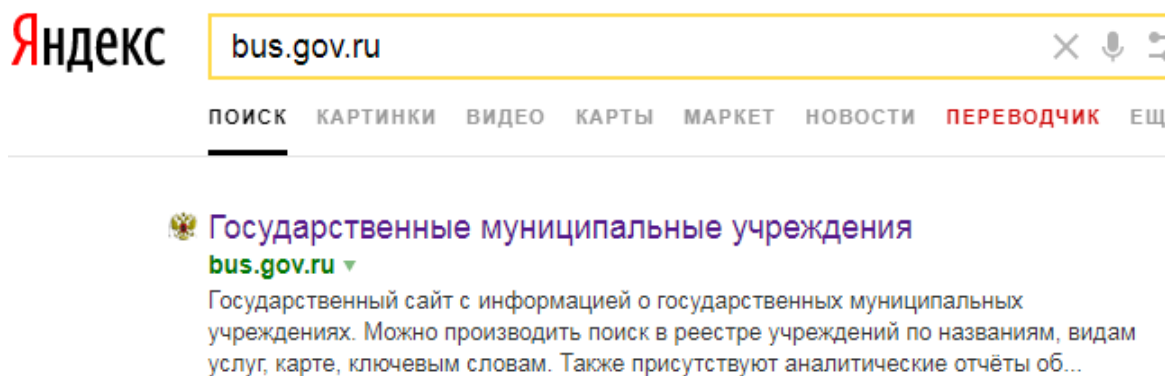 Яндекс
bus.gov.ru
ПОИСК КАРТИНКИ ВИДЕО КАРТЫ МАРКЕТ НОВОСТИ ПЕРЕВОДЧИК ЕЩ
Государственные муниципальные учреждения
bus.gov.ru
Государственный сайт с информацией о государственных муниципальных
учреждениях. Можно производить поиск в реестре учреждений по названиям, видам
услуг, карте, ключевым словам. Также присутствуют аналитические отчёты об...